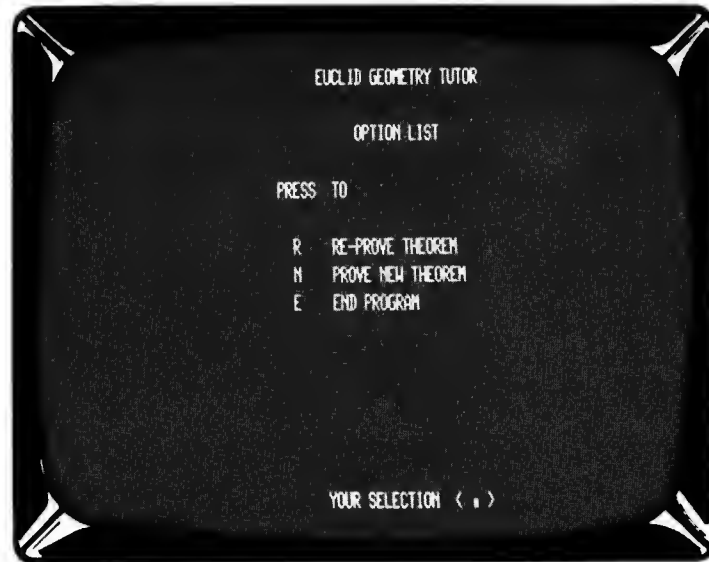 EUCLID GEOMETRY TUTOR
OPTION LIST
PRESS TO
R RE-PROVE THEOREM
N PROVE NEW THEOREM
E END PROGRAM
YOUR SELECTION < >